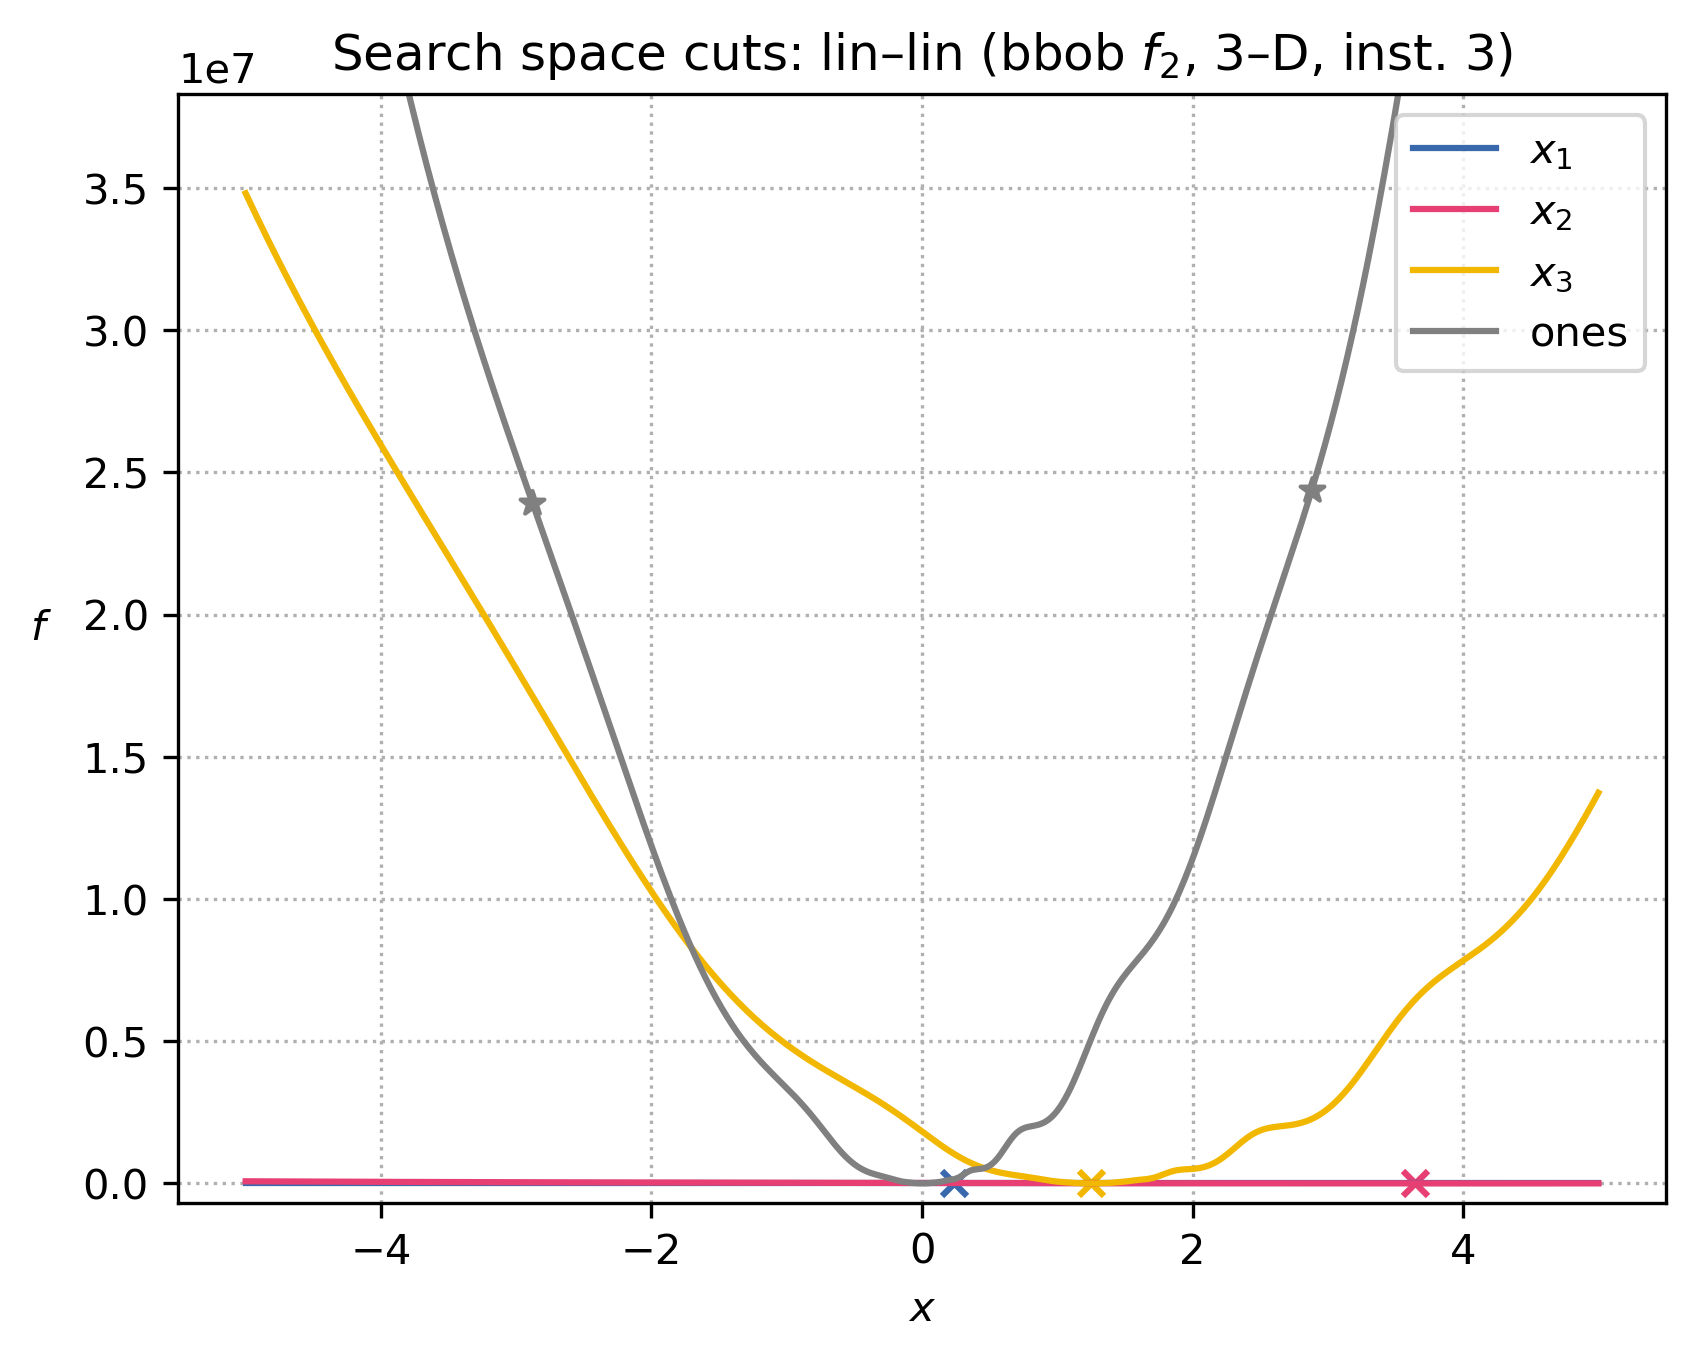 Search space cuts: lin–lin (bbob f₂, 3–D, inst. 3)
1e7
3.5
3.0
2.5
2.0
1.5
1.0
0.5
0.0
f
−4
−2
0
2
4
x
x₁
x₂
x₃
ones